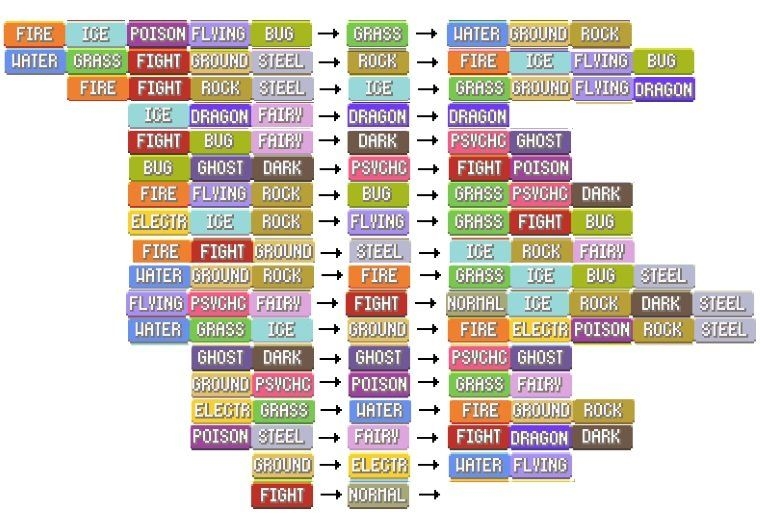 FIRE ICE POISON FLYING BUG → GRASS → WATER GROUND ROCK
WATER GRASS FIGHT GROUND STEEL → ROCK → FIRE ICE FLYING BUG
FIRE FIGHT ROCK STEEL → ICE → GRASS GROUND FLYING DRAGON
ICE DRAGON FAIRY → DRAGON → DRAGON
FIGHT BUG FAIRY → DARK → PSYCHC GHOST
BUG GHOST DARK → PSYCHC → FIGHT POISON
FIRE FLYING ROCK → BUG → GRASS PSYCHC DARK
ELECTR ICE ROCK → FLYING → GRASS FIGHT BUG
FIRE FIGHT GROUND → STEEL → ICE ROCK FAIRY
WATER GROUND ROCK → FIRE → GRASS ICE BUG STEEL
FLYING PSYCHC FAIRY → FIGHT → NORMAL ICE ROCK DARK STEEL
WATER GRASS ICE → GROUND → FIRE ELECTR POISON ROCK STEEL
GHOST DARK → GHOST → PSYCHC GHOST
GROUND PSYCHC → POISON → GRASS FAIRY
ELECTR GRASS → WATER → FIRE GROUND ROCK
POISON STEEL → FAIRY → FIGHT DRAGON DARK
GROUND → ELECTR → WATER FLYING
FIGHT → NORMAL →